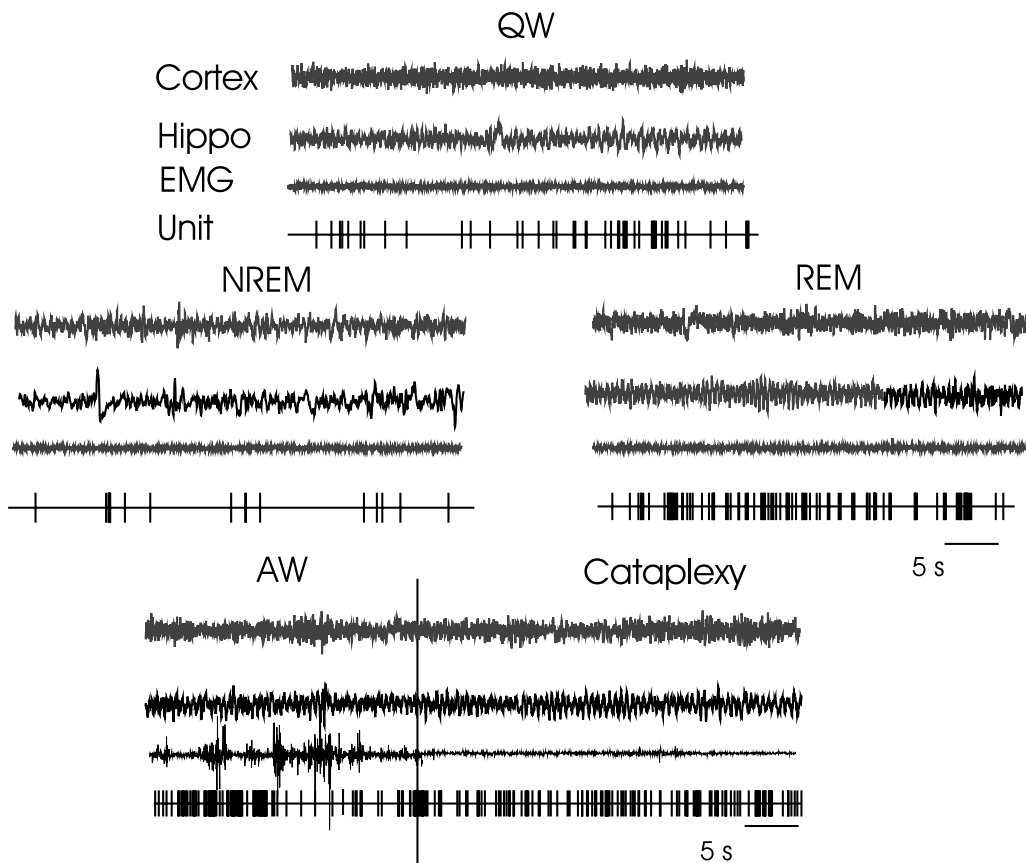 QW
Cortex
Hippo
EMG
Unit
NREM
REM
5 s
AW
Cataplexy
5 s